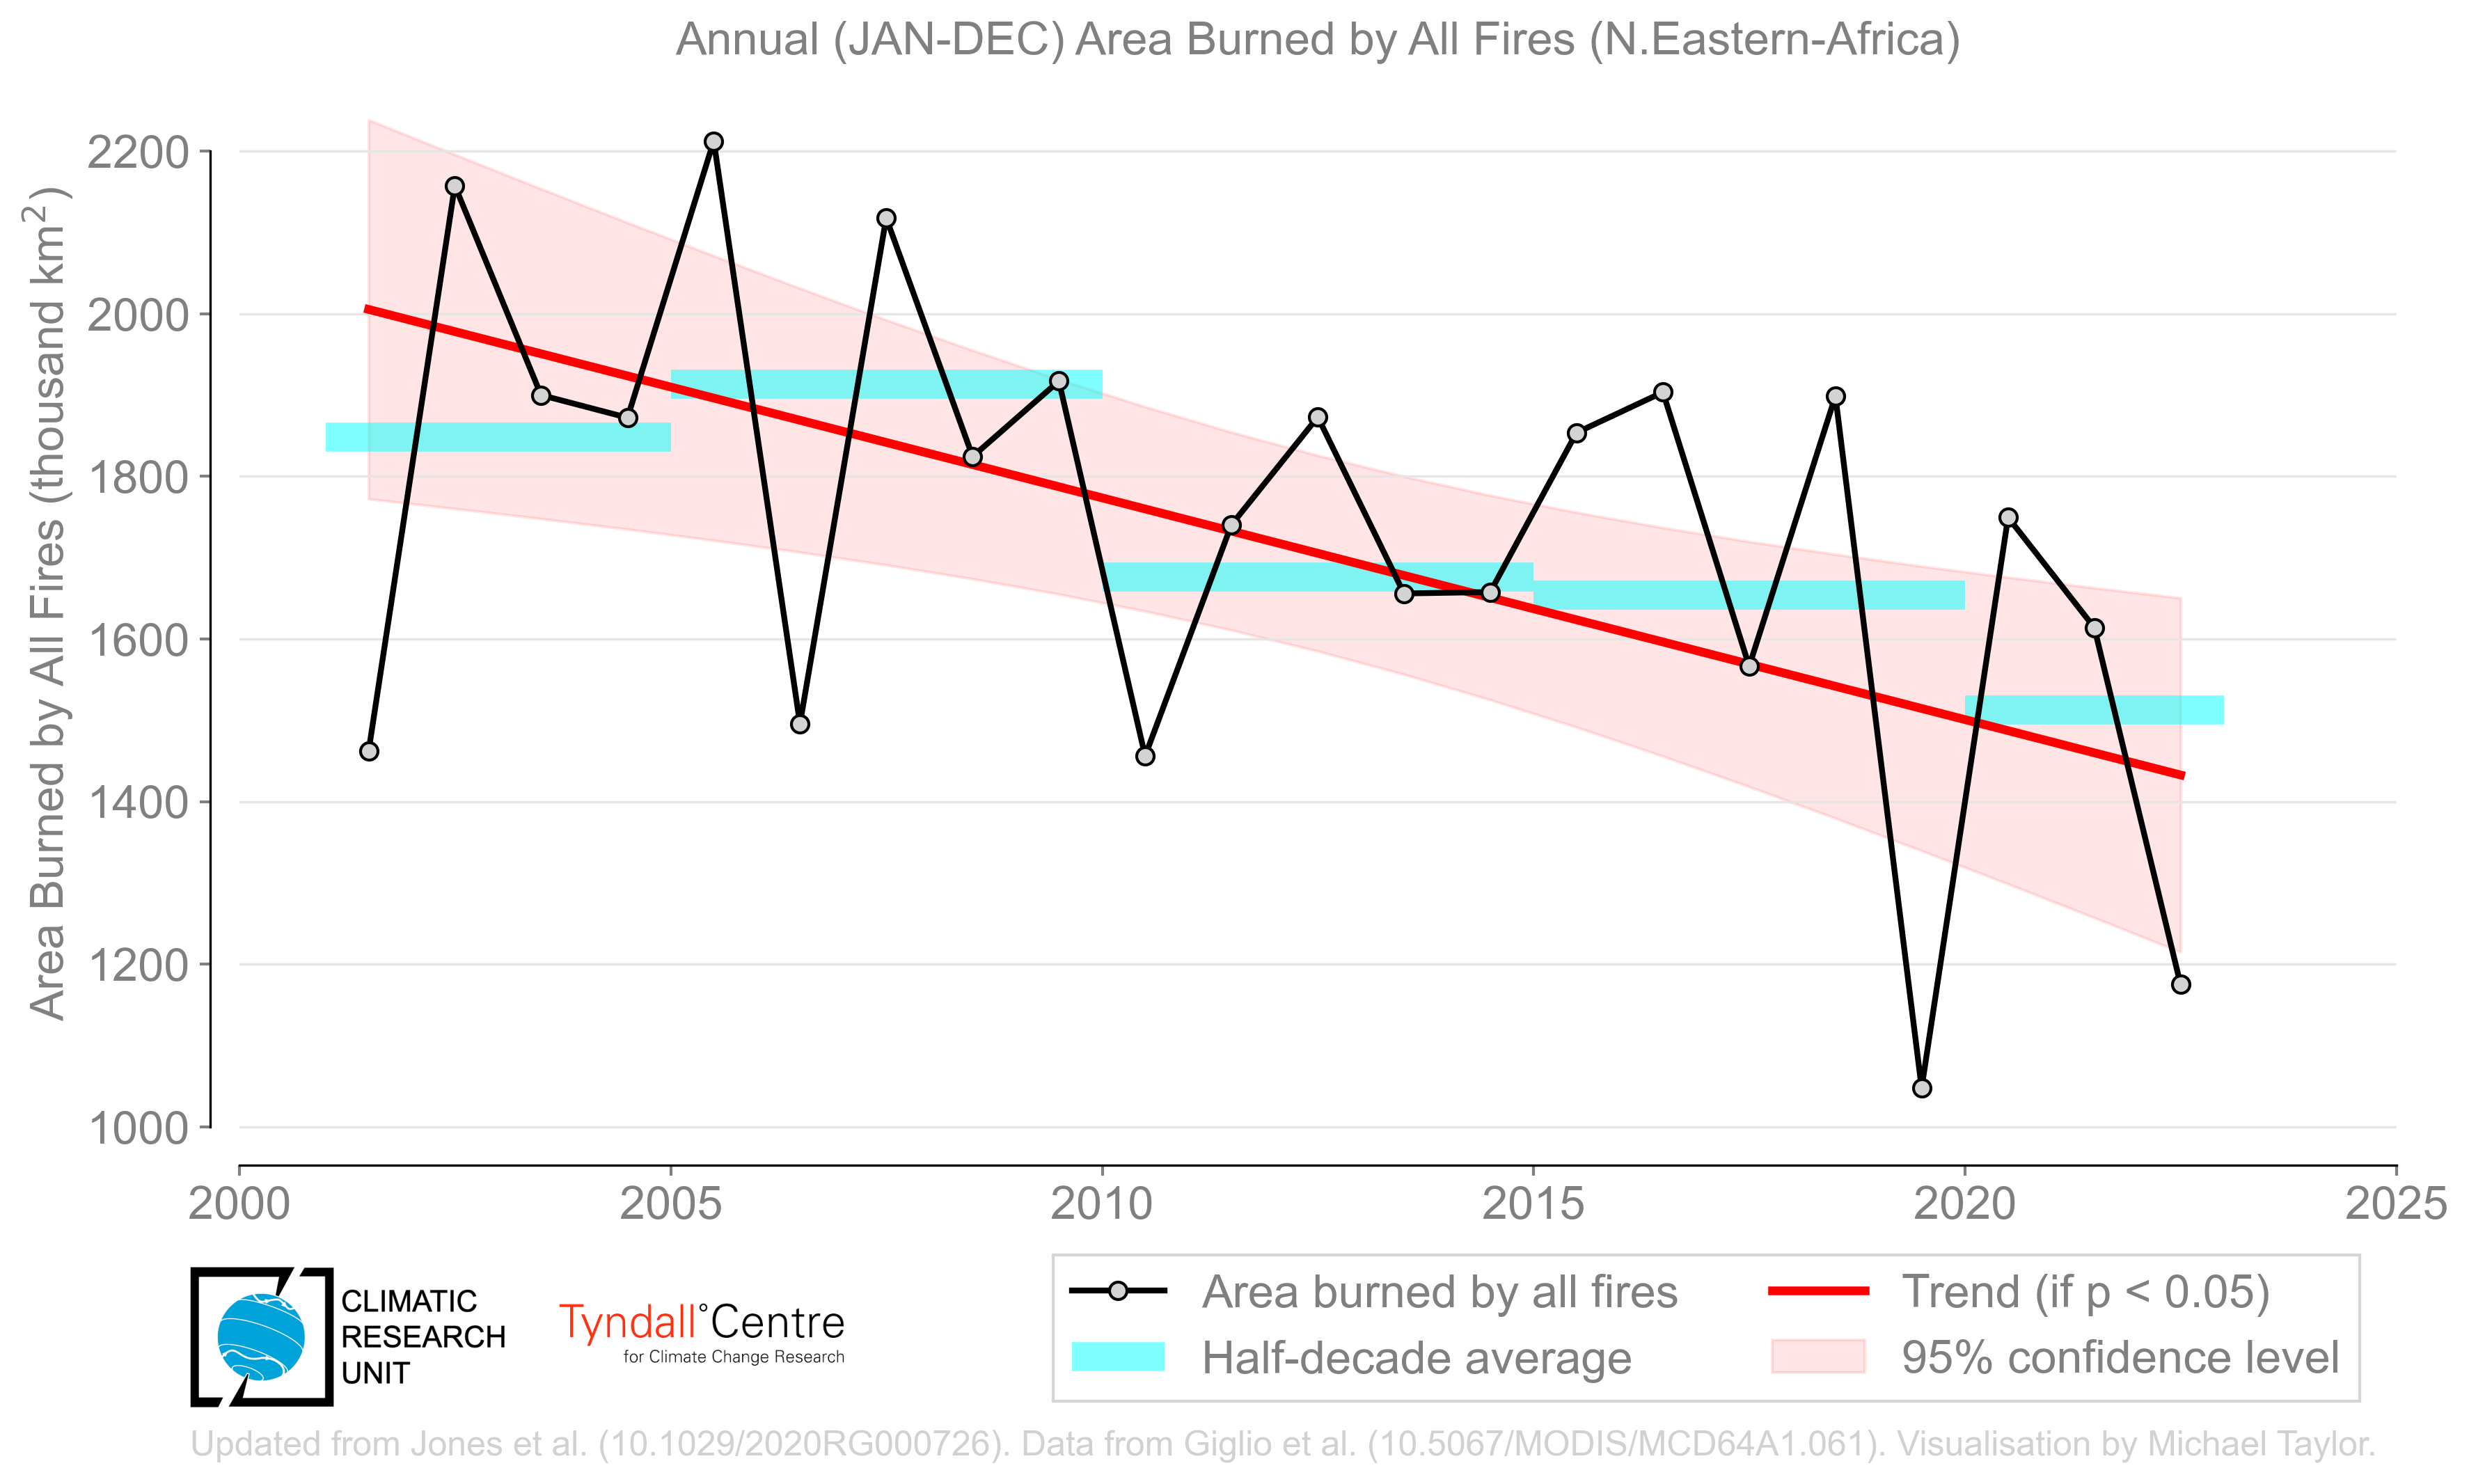 Annual (JAN-DEC) Area Burned by All Fires (N.Eastern-Africa)
Area Burned by All Fires (thousand km²)
2200
2000
1800
1600
1400
1200
1000
2000 2005 2010 2015 2020 2025
CLIMATIC
RESEARCH
UNIT
Tyndall°Centre
for Climate Change Research
Area burned by all fires
Half-decade average
Trend (if p < 0.05)
95% confidence level
Updated from Jones et al. (10.1029/2020RG000726). Data from Giglio et al. (10.5067/MODIS/MCD64A1.061). Visualisation by Michael Taylor.